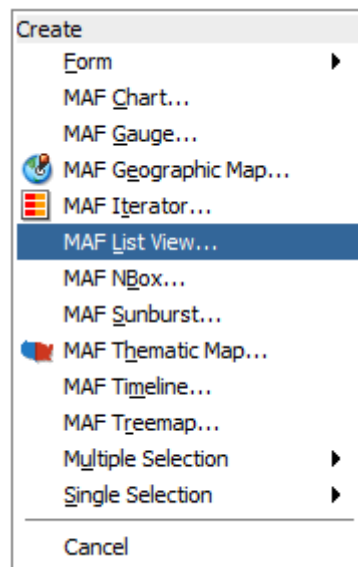 Create
Form
MAF Chart...
MAF Gauge...
MAF Geographic Map...
MAF Iterator...
MAF List View...
MAF NBox...
MAF Sunburst...
MAF Thematic Map...
MAF Timeline...
MAF Treemap...
Multiple Selection
Single Selection
Cancel